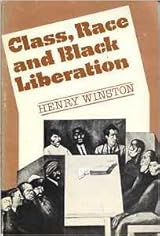 Class, Race
and Black
Liberation
HENRY WINSTON